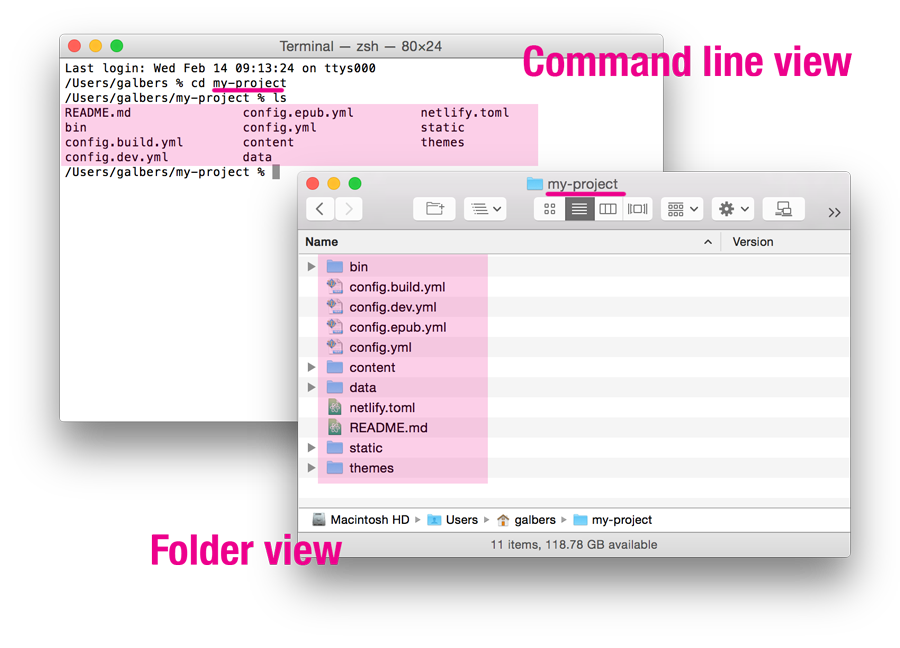 Terminal — zsh — 80×24
Command line view
Last login: Wed Feb 14 09:13:24 on ttys000
/Users/galbers % cd my-project
/Users/galbers/my-project % ls
README.md config.epub.yml netlify.toml
bin config.yml static
config.build.yml content themes
config.dev.yml data
/Users/galbers/my-project %
my-project
Name Version
bin
config.build.yml
config.dev.yml
config.epub.yml
config.yml
content
data
netlify.toml
README.md
static
themes
Macintosh HD Users galbers my-project
11 items, 118.78 GB available
Folder view